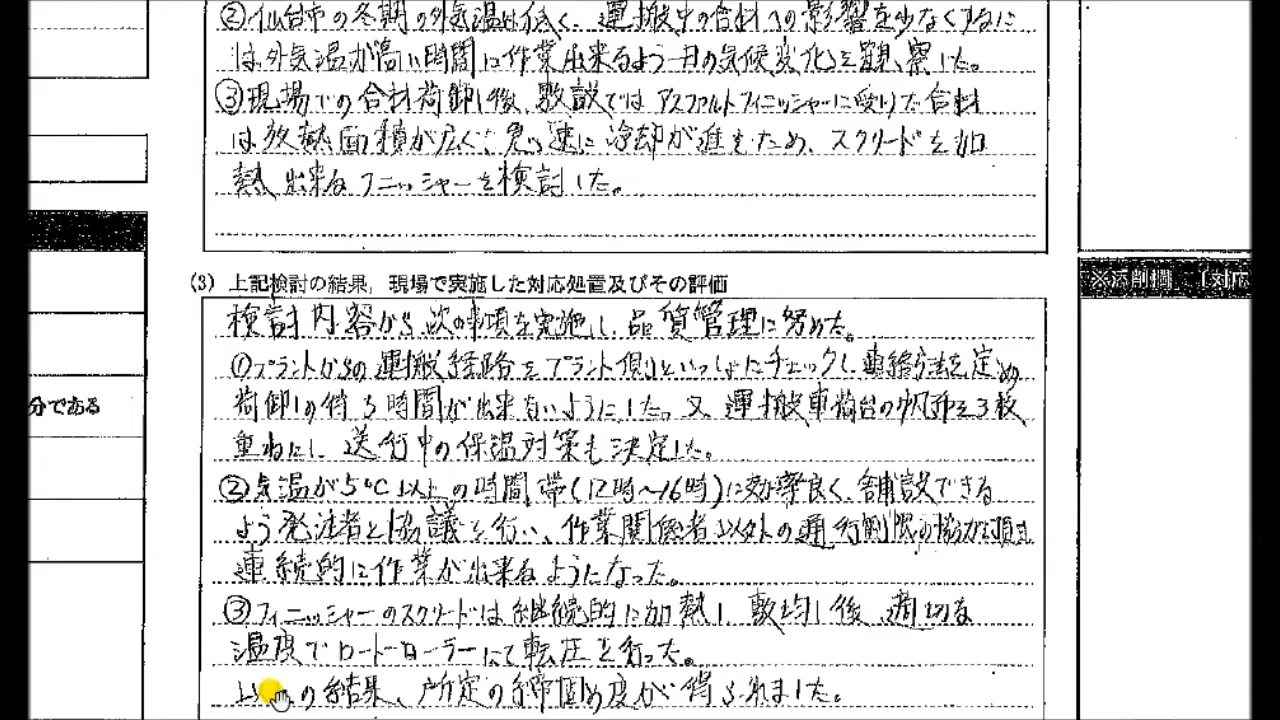 ②仙台市の冬期の外気温は低く、運搬中の合材への影響を少なくするに
は、外気温が高い時間に作業出来るよう一日の気候変化を観察した。
③現場での合材荷卸し後、敷設ではアスファルトフィニッシャーに受けた合材
は放熱面積が広く、急速に冷却が進むため、スクリードを加
熱出来るフニッシャーを検討した。
(3) 上記検討の結果，現場で実施した対応処置及びその評価
検討内容から次の事項を実施し、品質管理に努めた。
①プラントからの運搬経路をプラント側といっしょにチェックし、連絡方法を定め
荷卸しの待る時間が出来ないようにした。又 運搬車荷台の帆布を3枚
重ねにし、送行中の保温対策も決定した。
②気温が5℃以上の時間帯(12時～16時)に効率良く、舗設できる
よう発注者と協議を行い、作業関係者以外の通行制限の協力を頂き
連続的に作業が出来るようになった。
③フィニッシャーのスクリードは継続的に加熱し、敷均し後、適切な
温度でロードローラーにて転圧を行った。
の結果、所定の締固め度が得られました。
分である
※添削欄 【対応